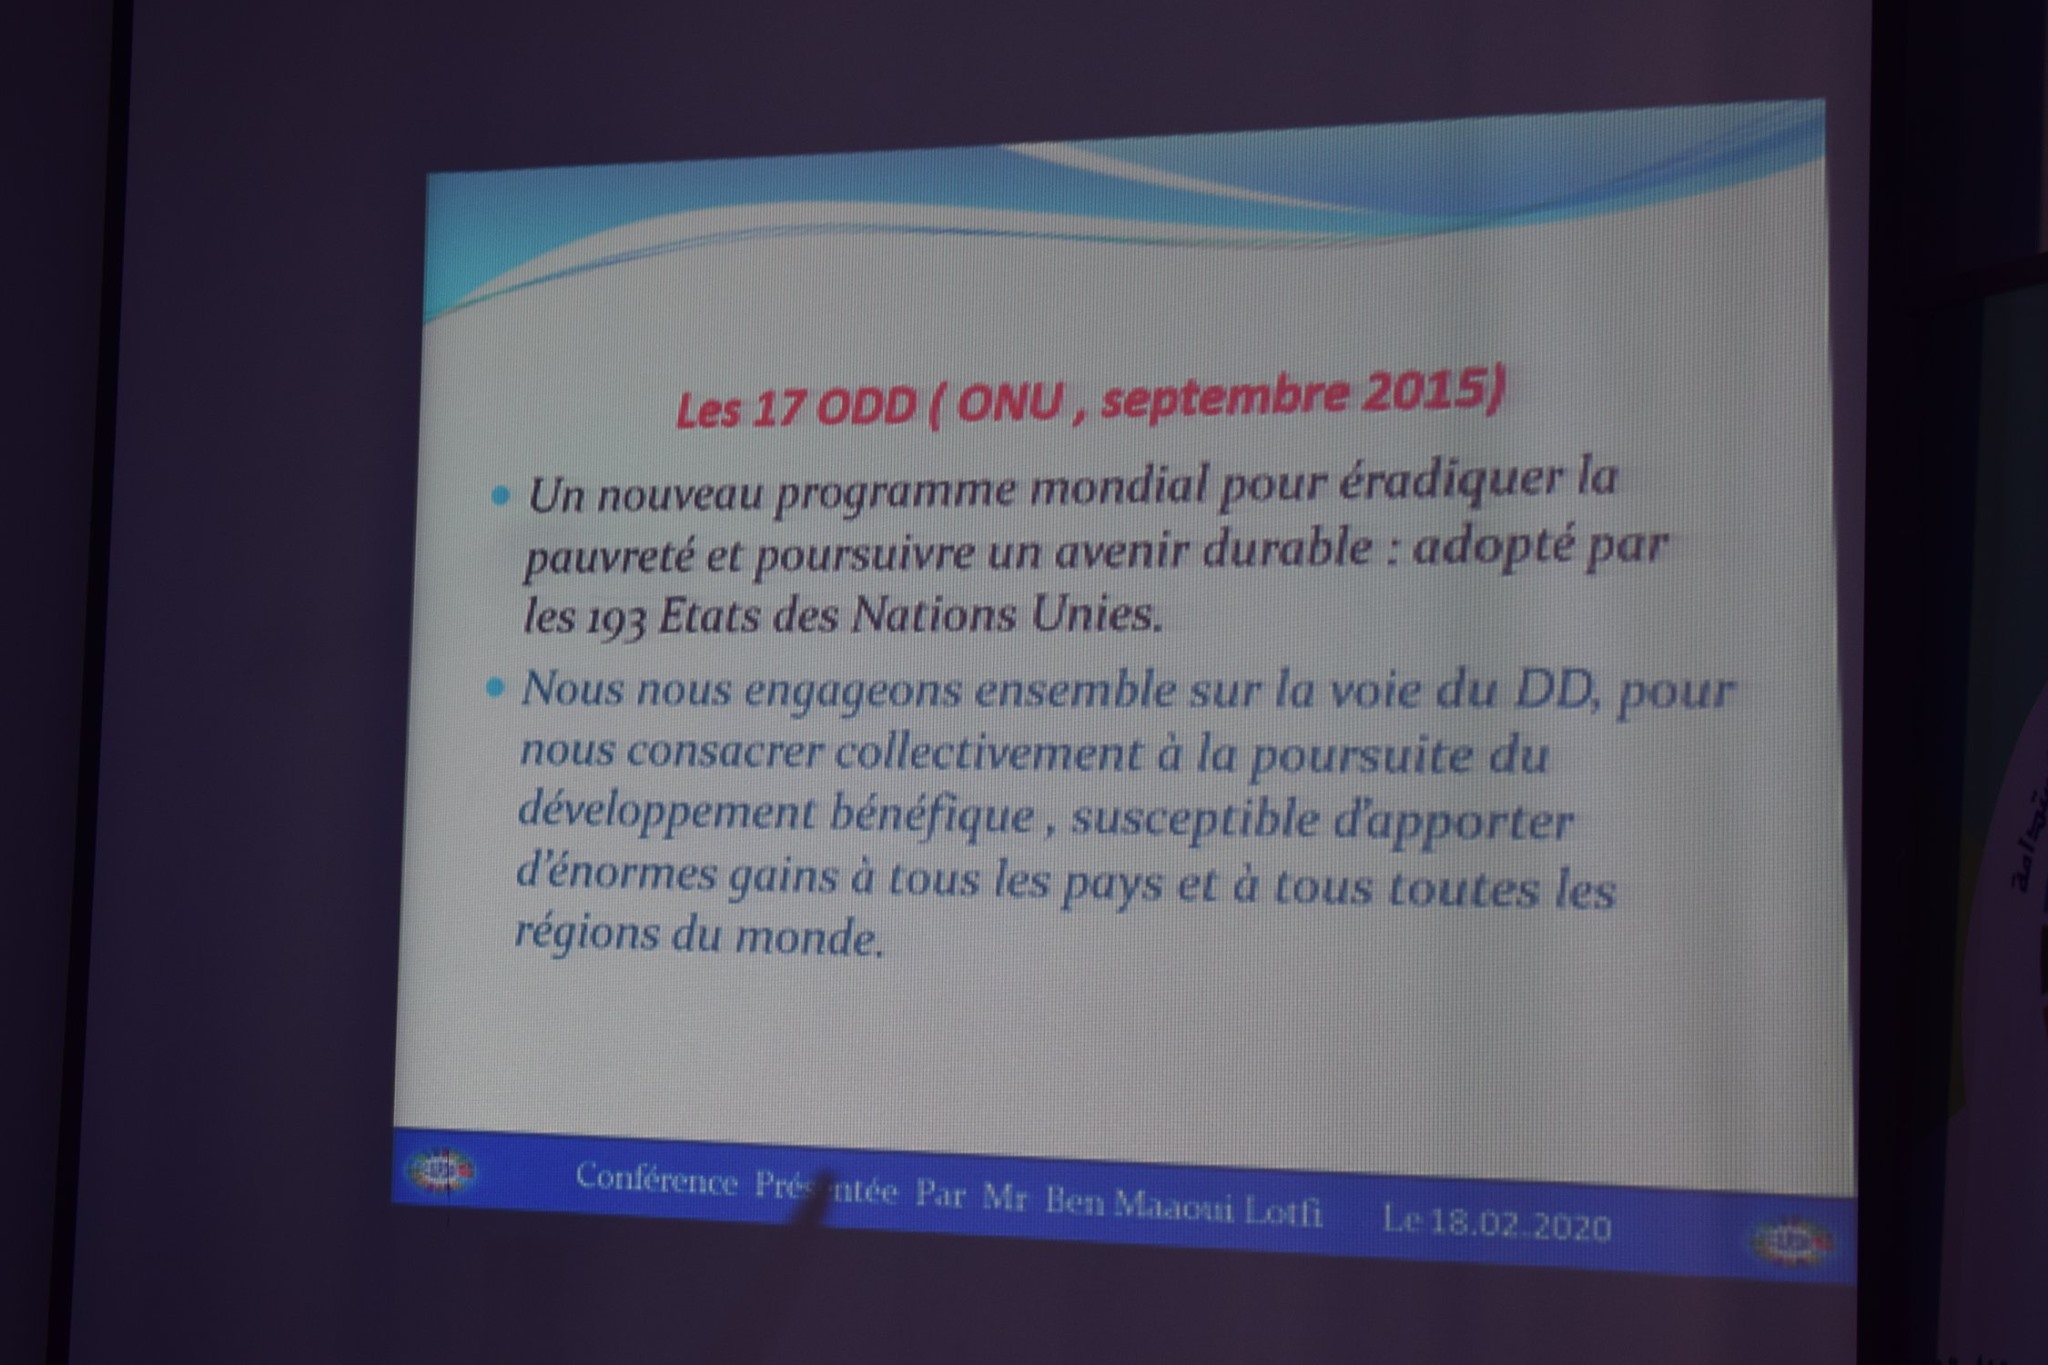 Les 17 ODD ( ONU , septembre 2015)
• Un nouveau programme mondial pour éradiquer la
pauvreté et poursuivre un avenir durable : adopté par
les 193 Etats des Nations Unies.
• Nous nous engageons ensemble sur la voie du DD, pour
nous consacrer collectivement à la poursuite du
développement bénéfique , susceptible d'apporter
d'énormes gains à tous les pays et à tous toutes les
régions du monde.
Conférence Présentée Par Mr Ben Maaoui Lotfi Le 18.02.2020